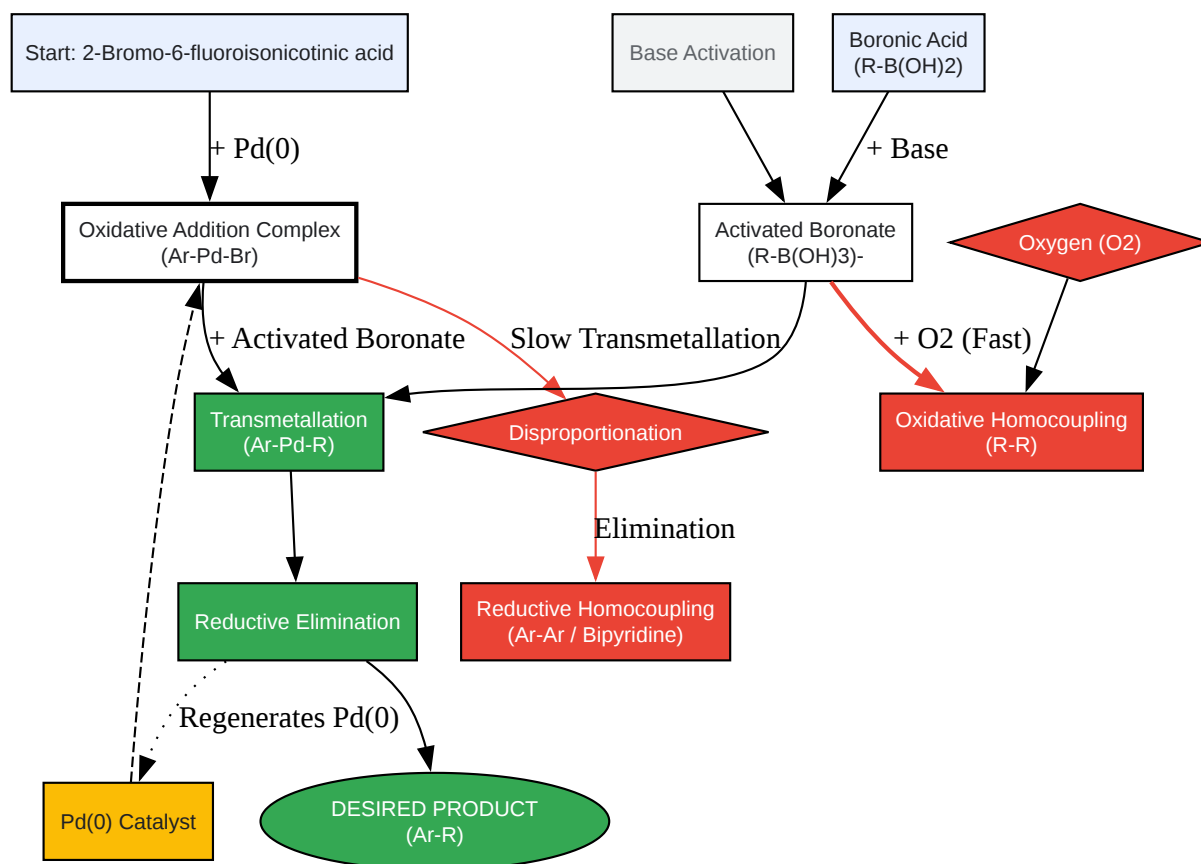 Start: 2-Bromo-6-fluoroisonicotinic acid
Base Activation
Boronic Acid
(R-B(OH)2)
+ Pd(0)
+ Base
Oxidative Addition Complex
(Ar-Pd-Br)
Activated Boronate
(R-B(OH)3)-
Oxygen (O2)
+ Activated Boronate
Slow Transmetallation
+ O2 (Fast)
Transmetallation
(Ar-Pd-R)
Disproportionation
Oxidative Homocoupling
(R-R)
Elimination
Reductive Elimination
Reductive Homocoupling
(Ar-Ar / Bipyridine)
Regenerates Pd(0)
Pd(0) Catalyst
DESIRED PRODUCT
(Ar-R)